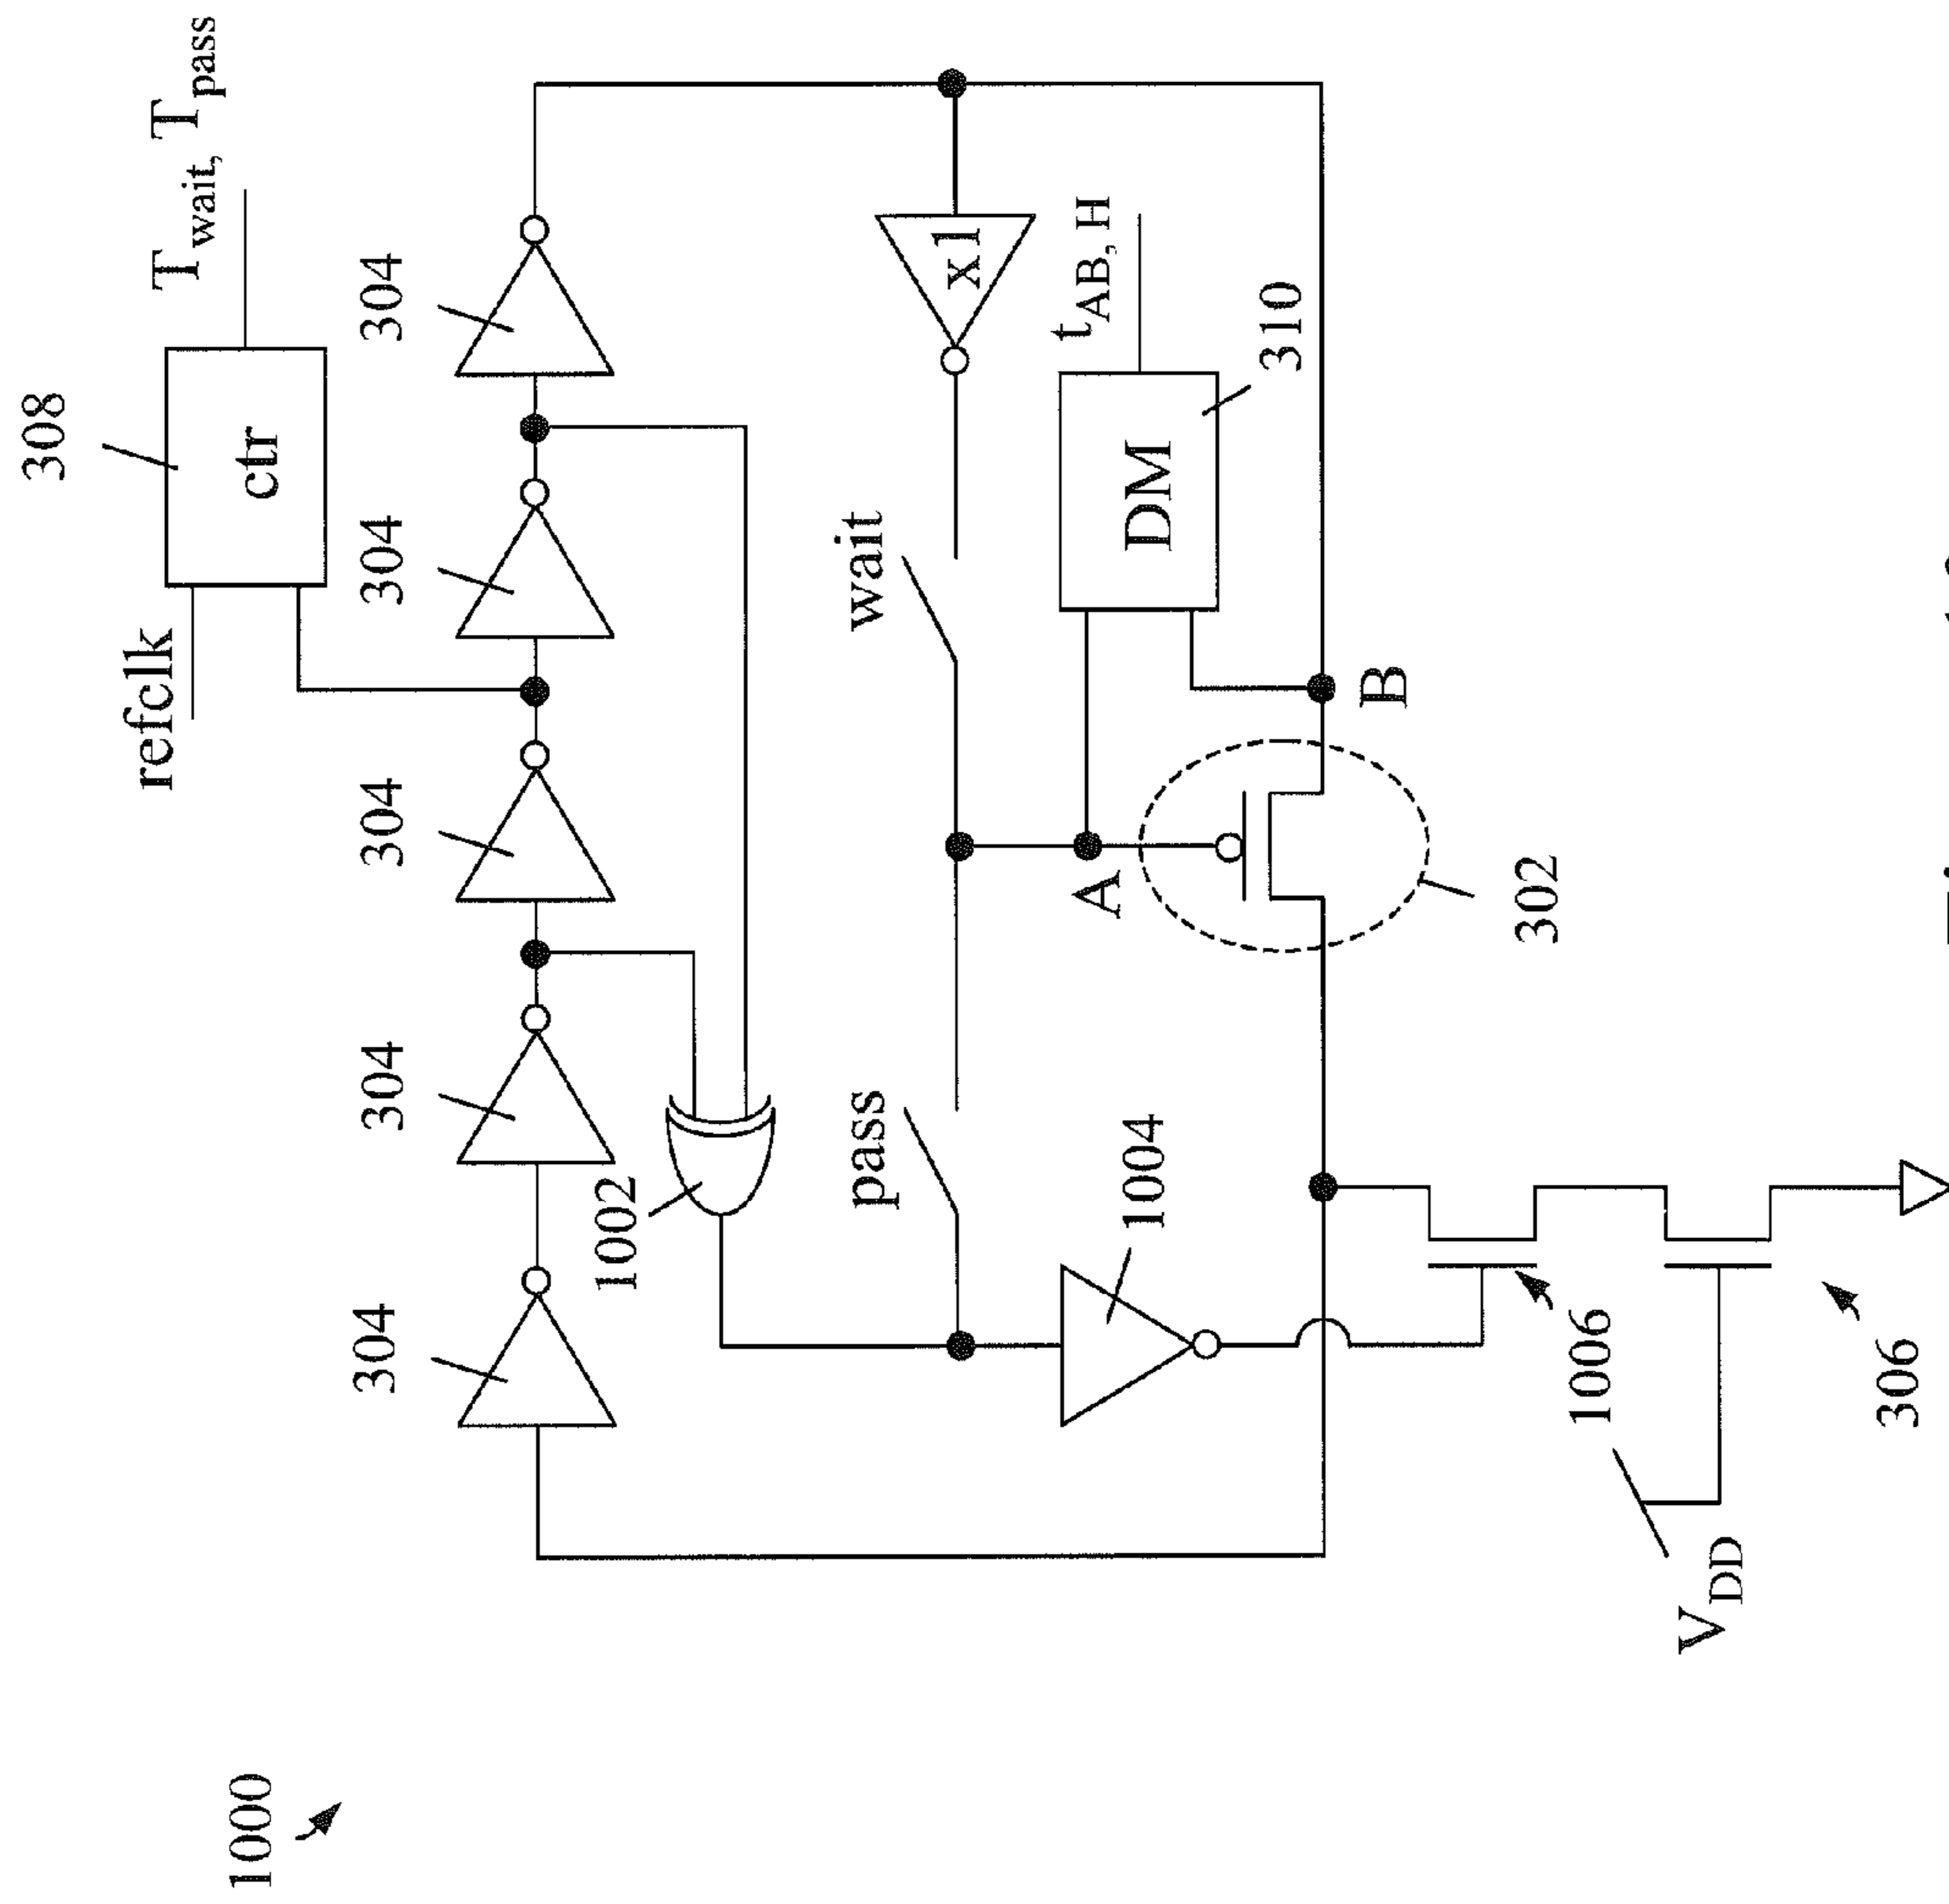 1000
308
ctr
refclk
T wait, T pass
304
304
304
304
304
1002
pass
wait
x1
1004
A
DM
t AB, H
310
B
302
1006
306
V DD